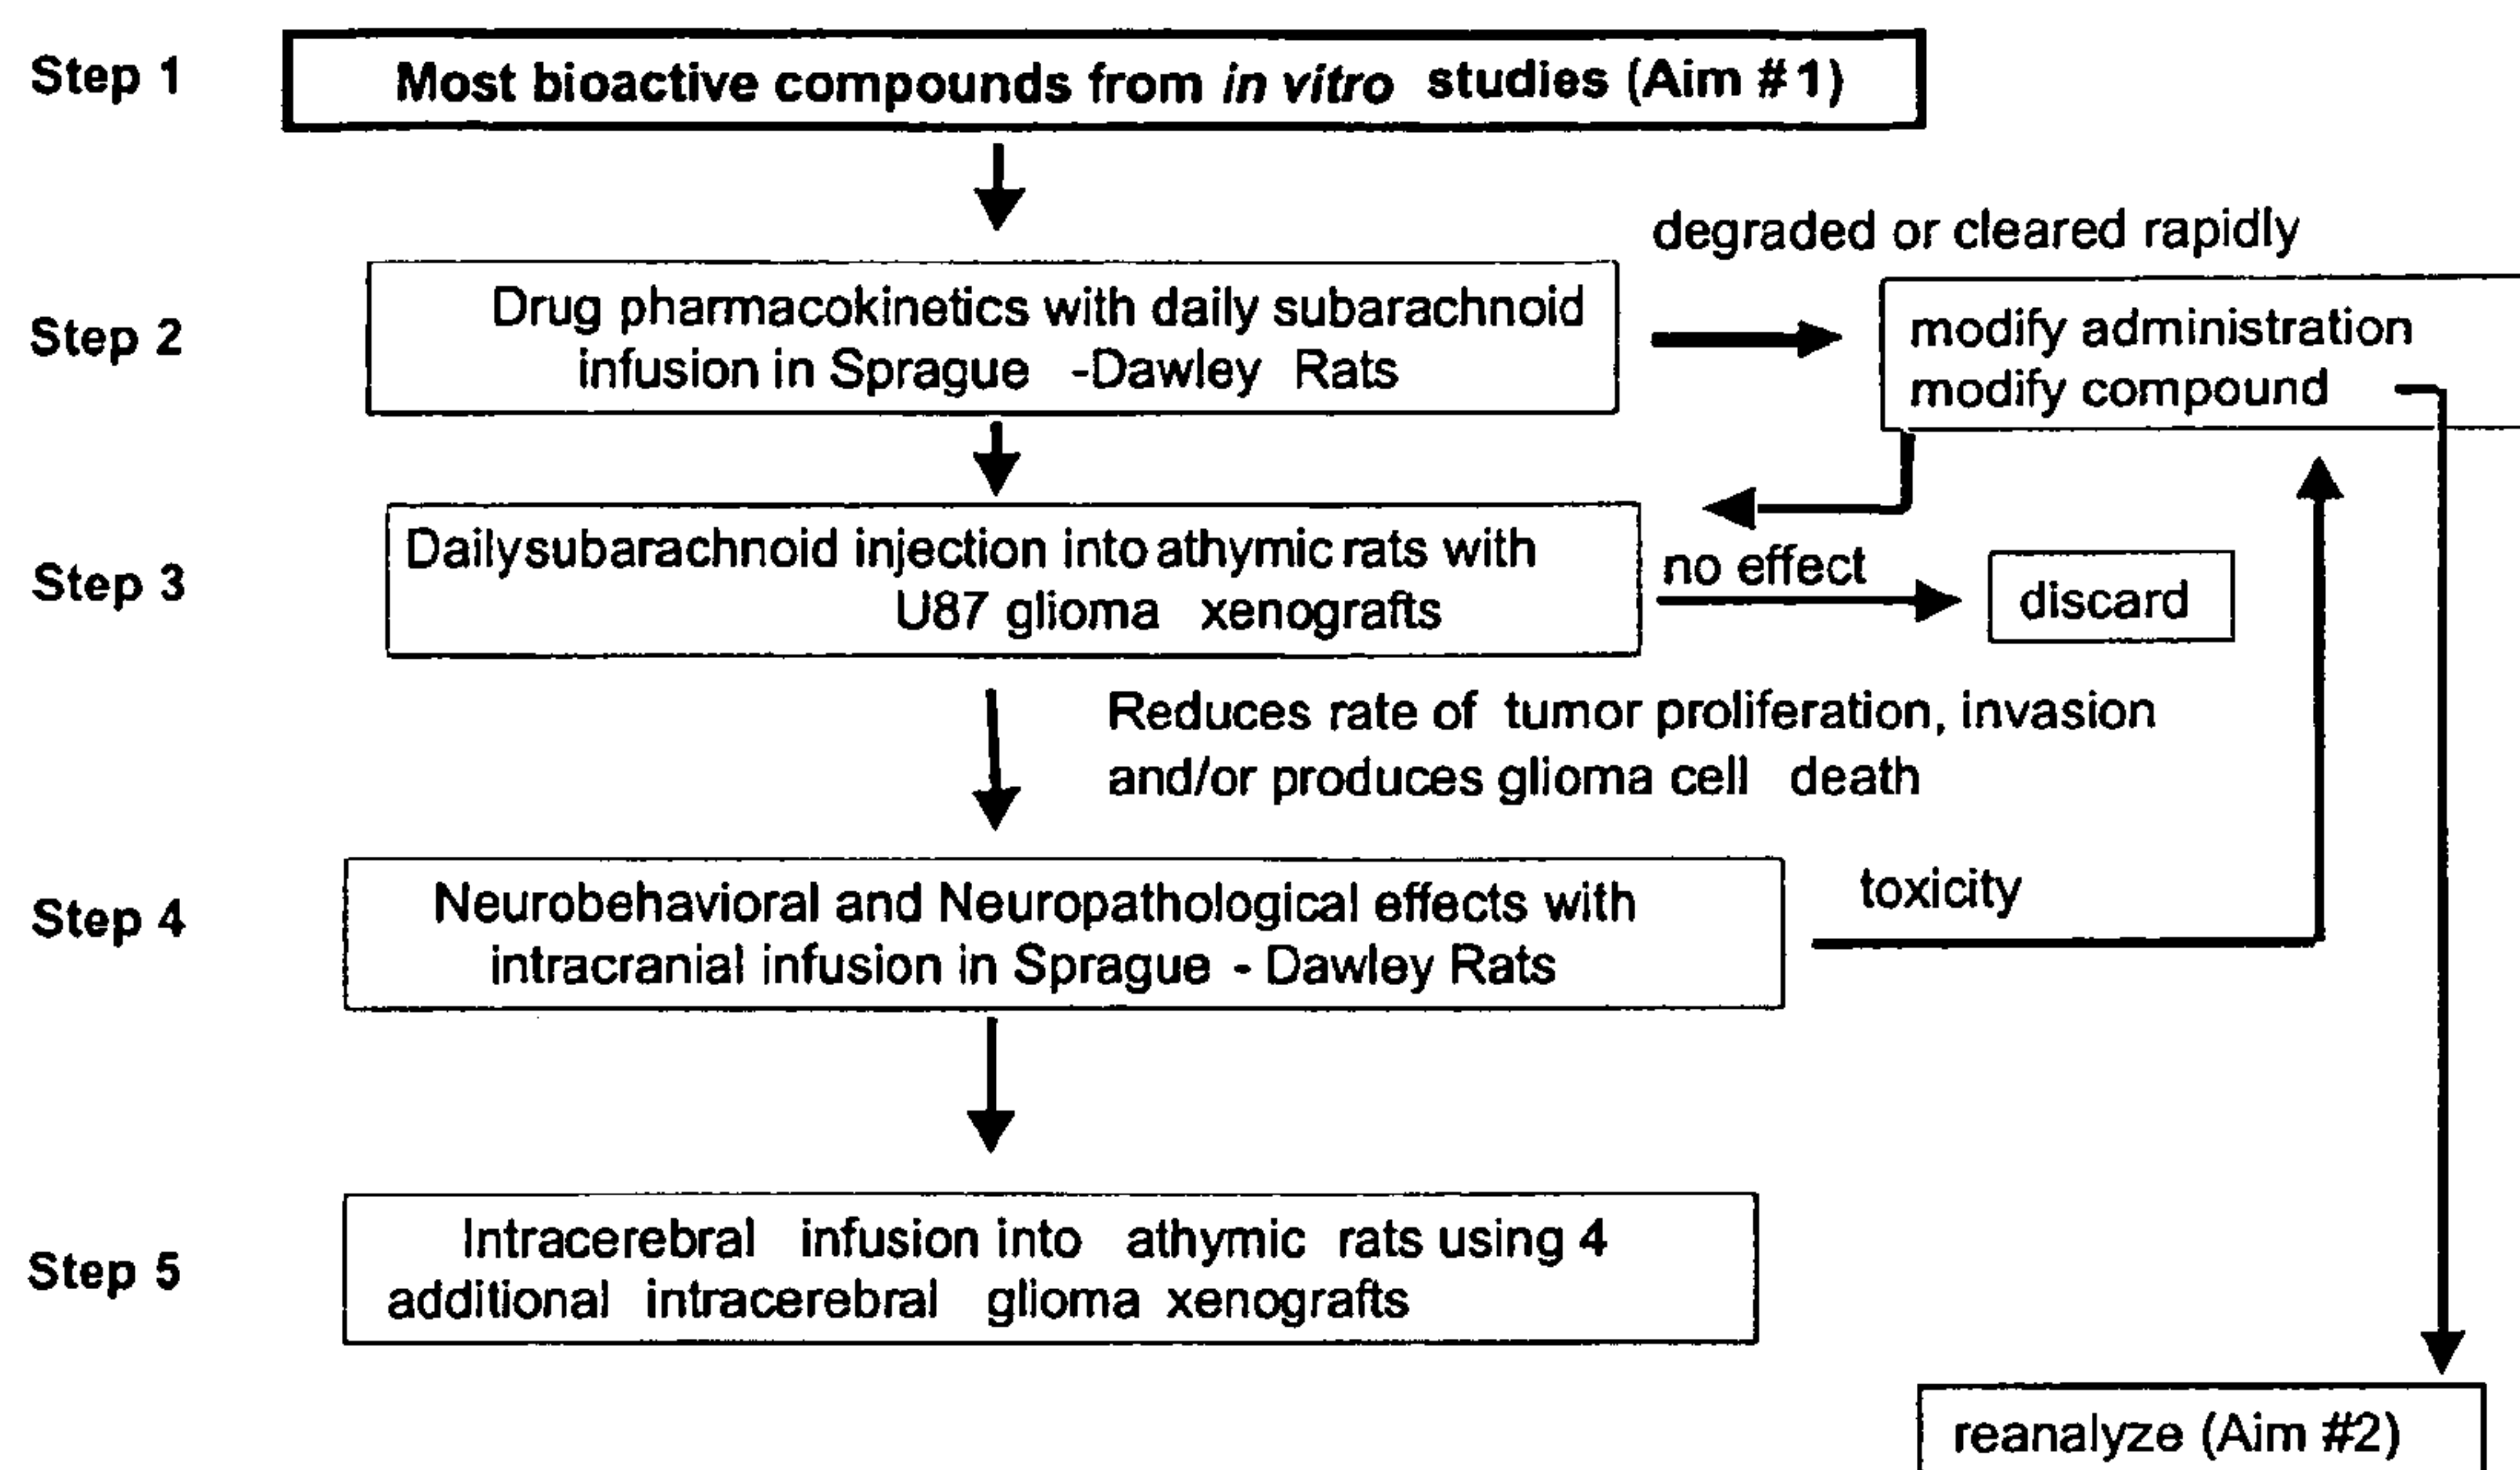 Step 1
Most bioactive compounds from in vitro studies (Aim #1)
degraded or cleared rapidly
Step 2
Drug pharmacokinetics with daily subarachnoid
infusion in Sprague -Dawley Rats
modify administration
modify compound
Step 3
Dailysubarachnoid injection into athymic rats with
U87 glioma xenografts
no effect
discard
Reduces rate of tumor proliferation, invasion
and/or produces glioma cell death
Step 4
Neurobehavioral and Neuropathological effects with
intracranial infusion in Sprague - Dawley Rats
toxicity
Step 5
Intracerebral infusion into athymic rats using 4
additional intracerebral glioma xenografts
reanalyze (Aim #2)